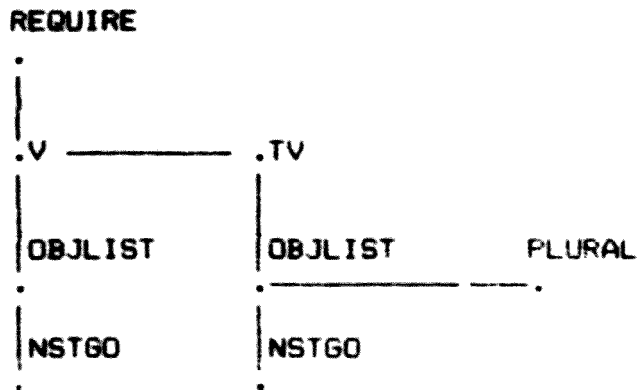 REQUIRE
.V .TV
OBJLIST OBJLIST PLURAL
NSTGO NSTGO